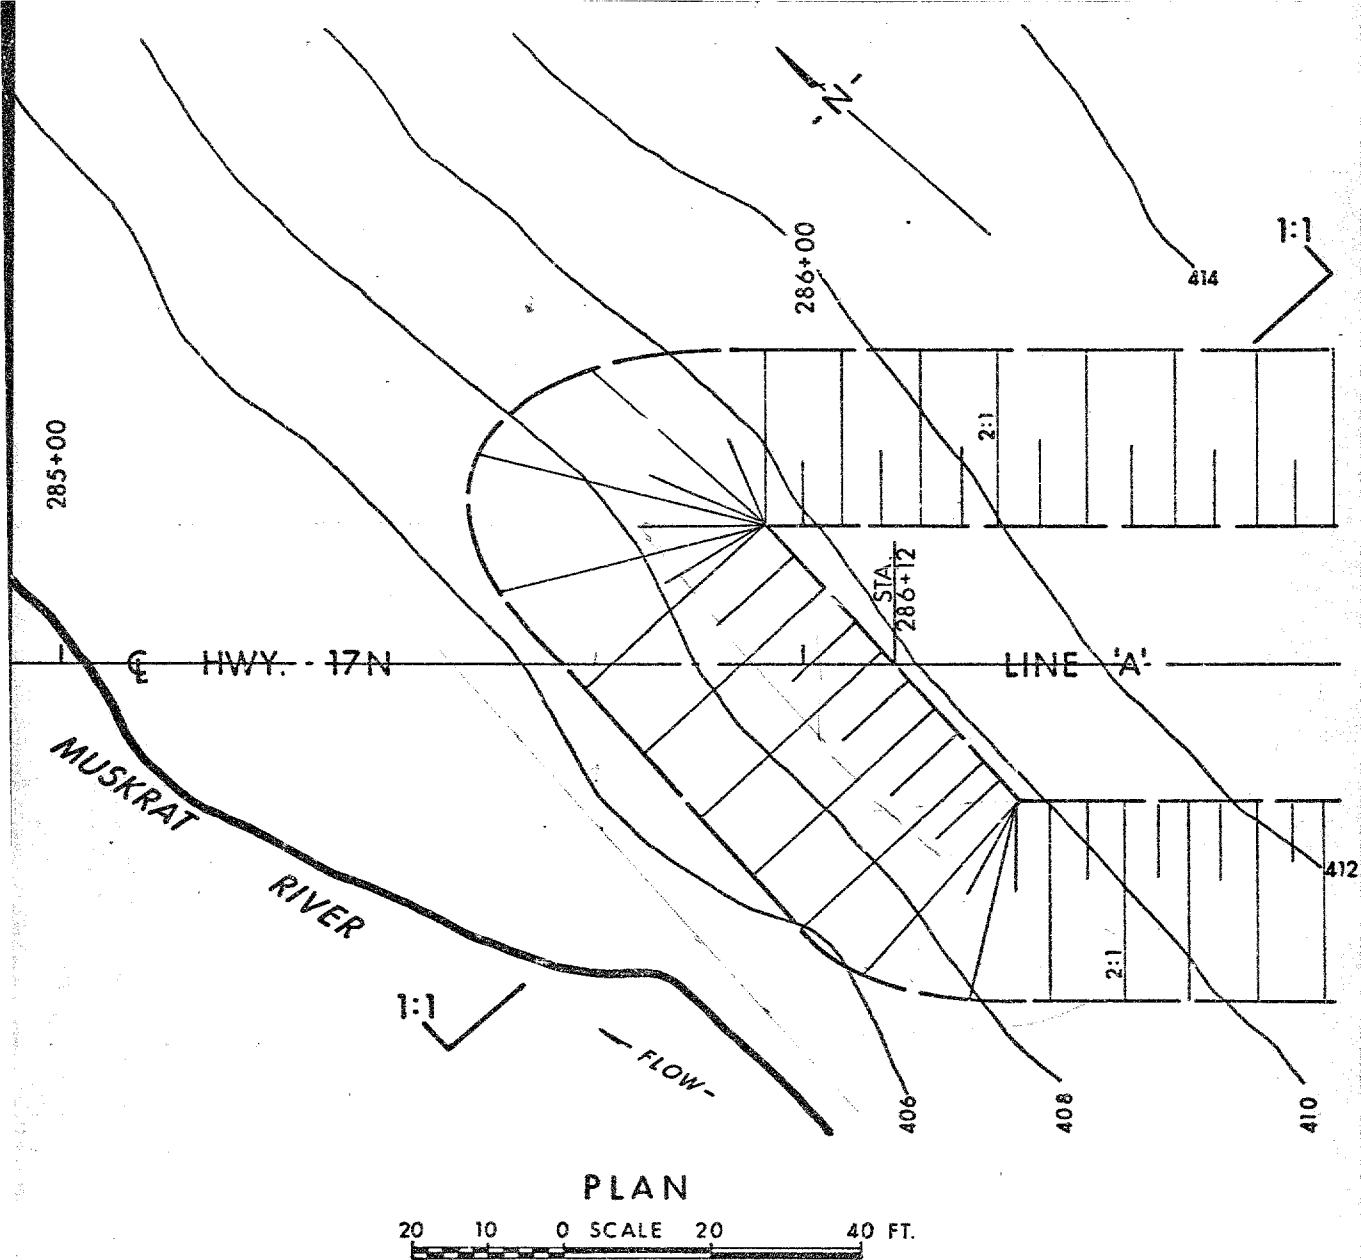 -N-
286+00
1:1
414
285+00
2:1
STA.
286+12
℄ HWY. 17N
LINE 'A'
MUSKRAT
RIVER
412
2:1
1:1
FLOW
406
408
410
PLAN
20 10 0 SCALE 20 40 FT.